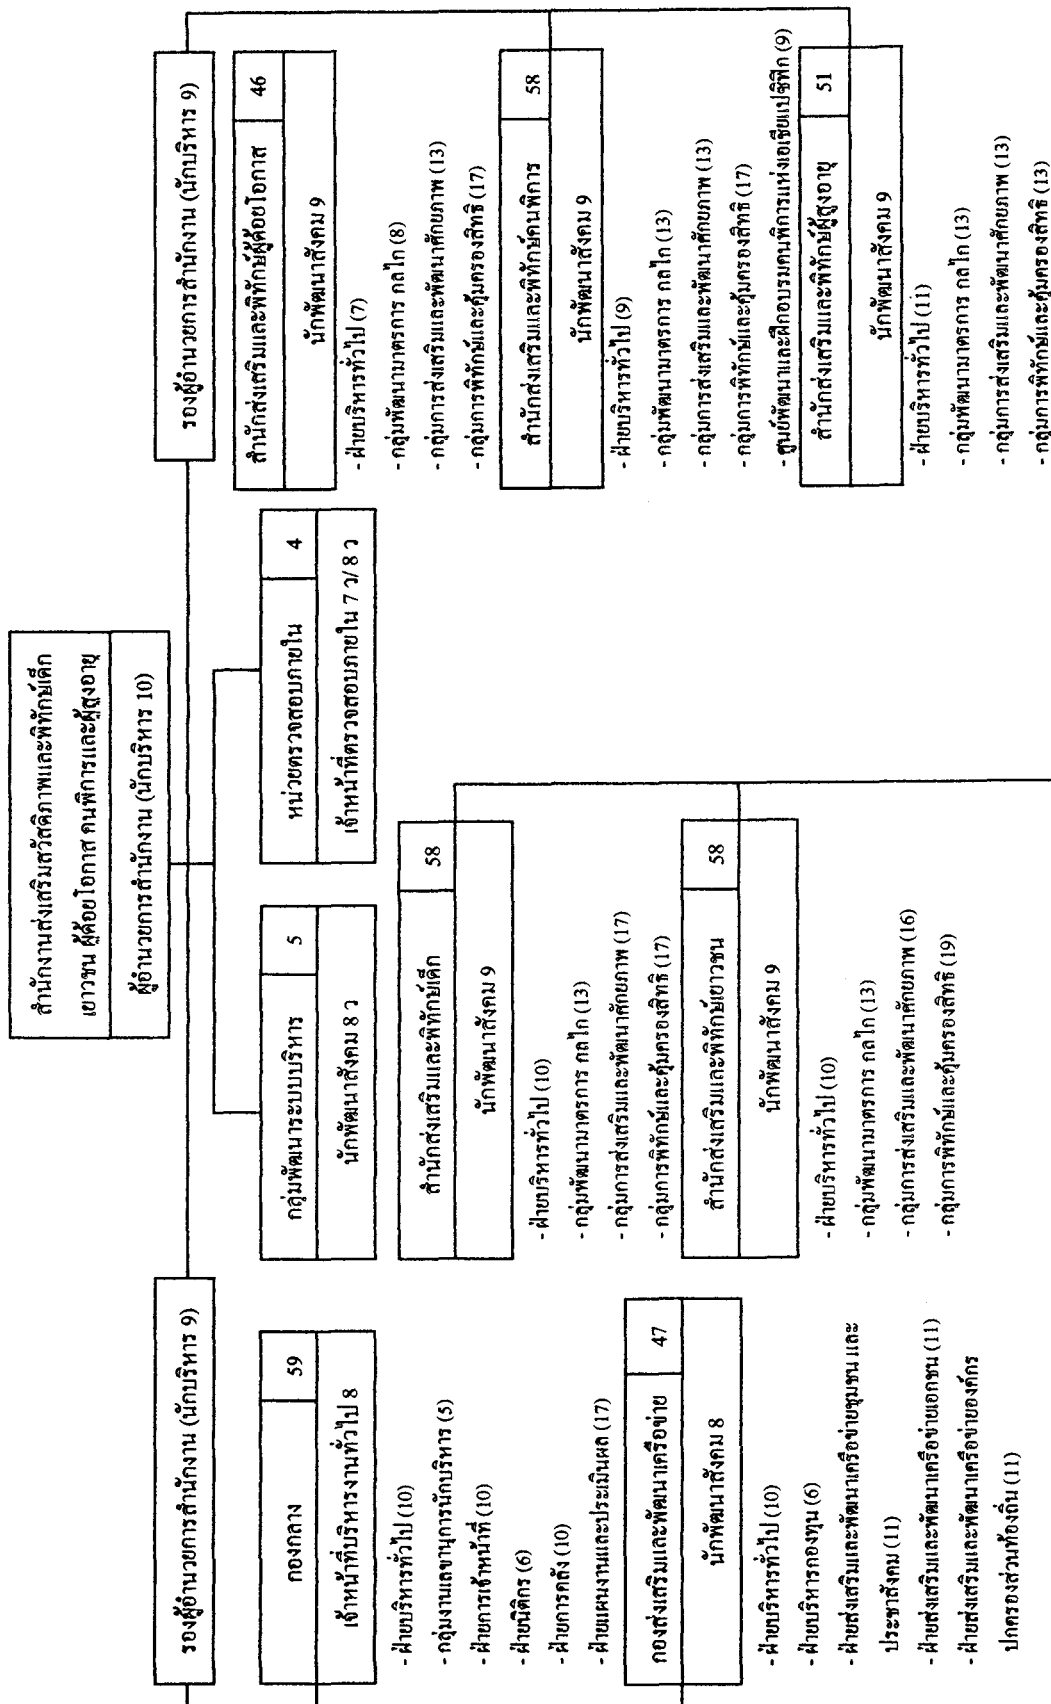 สำนักงานส่งเสริมสวัสดิภาพและพิทักษ์เด็ก
เยาวชน ผู้ด้อยโอกาส คนพิการและผู้สูงอายุ
ผู้อำนวยการสำนักงาน (นักบริหาร 10)
รองผู้อำนวยการสำนักงาน (นักบริหาร 9)
รองผู้อำนวยการสำนักงาน (นักบริหาร 9)
กองกลาง
59
เจ้าหน้าที่บริหารงานทั่วไป 8
- ฝ่ายบริหารทั่วไป (10)
- กลุ่มงานเลขานุการนักบริหาร (5)
- ฝ่ายการเจ้าหน้าที่ (10)
- ฝ่ายนิติกร (6)
- ฝ่ายการคลัง (10)
- ฝ่ายแผนงานและประเมินผล (17)
กองส่งเสริมและพัฒนาเครือข่าย
47
นักพัฒนาสังคม 8
- ฝ่ายบริหารทั่วไป (10)
- ฝ่ายบริหารกองทุน (6)
- ฝ่ายส่งเสริมและพัฒนาเครือข่ายชุมชน และ
ประชาสังคม (11)
- ฝ่ายส่งเสริมและพัฒนาเครือข่ายเอกชน (11)
- ฝ่ายส่งเสริมและพัฒนาเครือข่ายองค์กร
ปกครองส่วนท้องถิ่น (11)
กลุ่มพัฒนาระบบบริหาร
5
นักพัฒนาสังคม 8 ว
หน่วยตรวจสอบภายใน
4
เจ้าหน้าที่ตรวจสอบภายใน 7 ว/ 8 ว
สำนักส่งเสริมและพิทักษ์เด็ก
58
นักพัฒนาสังคม 9
- ฝ่ายบริหารทั่วไป (10)
- กลุ่มพัฒนามาตรการ กลไก (13)
- กลุ่มการส่งเสริมและพัฒนาศักยภาพ (17)
- กลุ่มการพิทักษ์และคุ้มครองสิทธิ (17)
สำนักส่งเสริมและพิทักษ์เยาวชน
58
นักพัฒนาสังคม 9
- ฝ่ายบริหารทั่วไป (10)
- กลุ่มพัฒนามาตรการ กลไก (13)
- กลุ่มการส่งเสริมและพัฒนาศักยภาพ (16)
- กลุ่มการพิทักษ์และคุ้มครองสิทธิ (19)
สำนักส่งเสริมและพิทักษ์ผู้ด้อยโอกาส
46
นักพัฒนาสังคม 9
- ฝ่ายบริหารทั่วไป (7)
- กลุ่มพัฒนามาตรการ กลไก (8)
- กลุ่มการส่งเสริมและพัฒนาศักยภาพ (13)
- กลุ่มการพิทักษ์และคุ้มครองสิทธิ (17)
สำนักส่งเสริมและพิทักษ์คนพิการ
58
นักพัฒนาสังคม 9
- ฝ่ายบริหารทั่วไป (9)
- กลุ่มพัฒนามาตรการ กลไก (13)
- กลุ่มการส่งเสริมและพัฒนาศักยภาพ (13)
- กลุ่มการพิทักษ์และคุ้มครองสิทธิ (17)
- ศูนย์พัฒนาและฝึกอบรมคนพิการแห่งเอเชียแปซิฟิก (9)
สำนักส่งเสริมและพิทักษ์ผู้สูงอายุ
51
นักพัฒนาสังคม 9
- ฝ่ายบริหารทั่วไป (11)
- กลุ่มพัฒนามาตรการ กลไก (13)
- กลุ่มการส่งเสริมและพัฒนาศักยภาพ (13)
- กลุ่มการพิทักษ์และคุ้มครองสิทธิ (13)